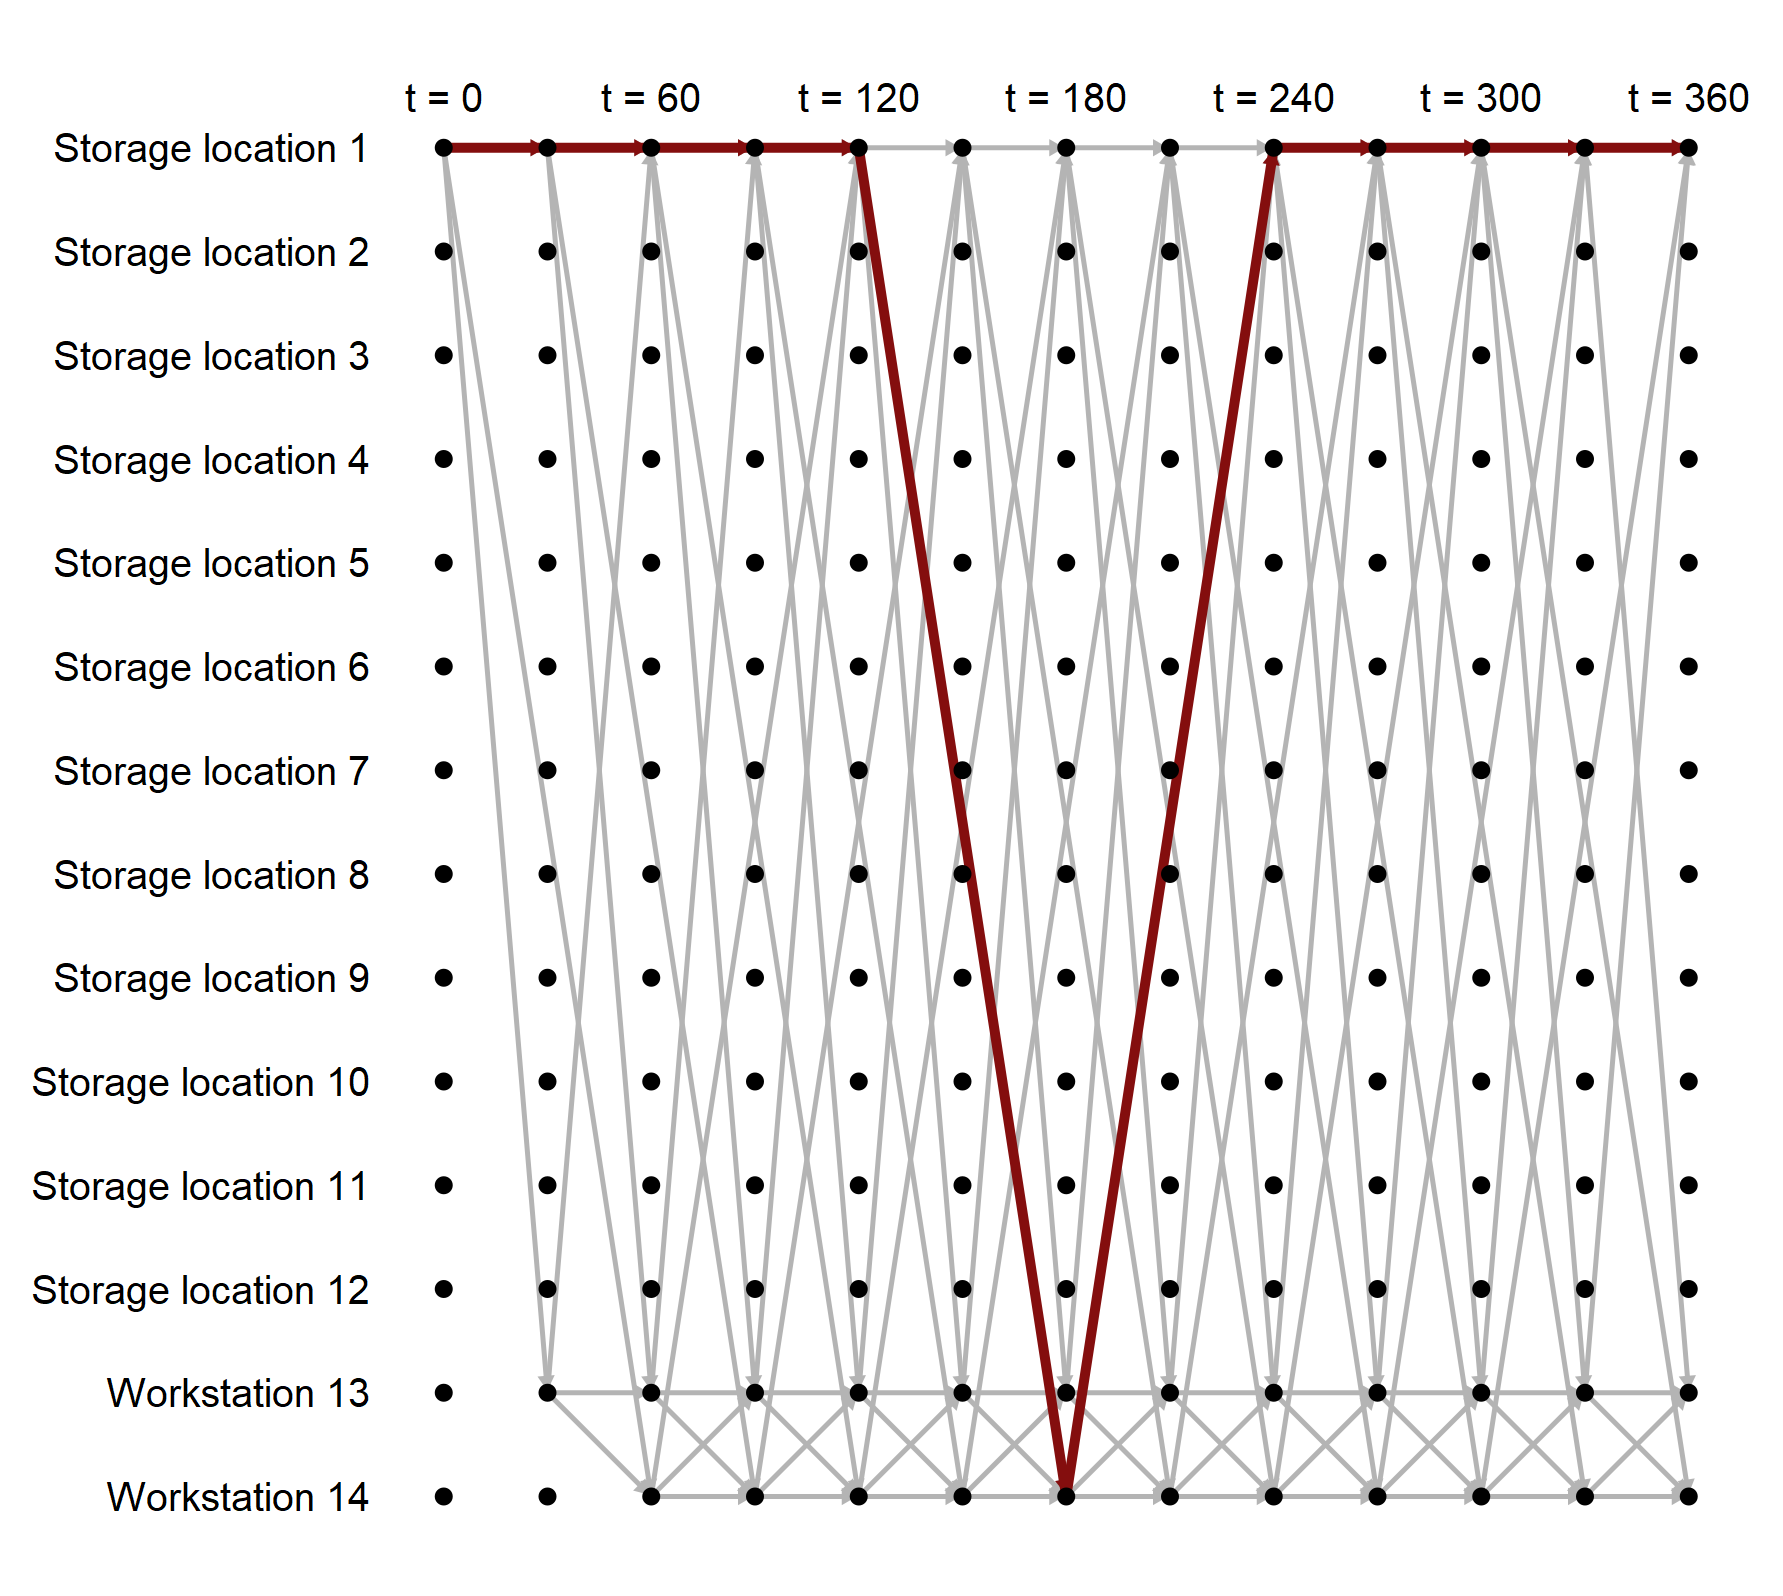 t = 0 t = 60 t = 120 t = 180 t = 240 t = 300 t = 360
Storage location 1
Storage location 2
Storage location 3
Storage location 4
Storage location 5
Storage location 6
Storage location 7
Storage location 8
Storage location 9
Storage location 10
Storage location 11
Storage location 12
Workstation 13
Workstation 14